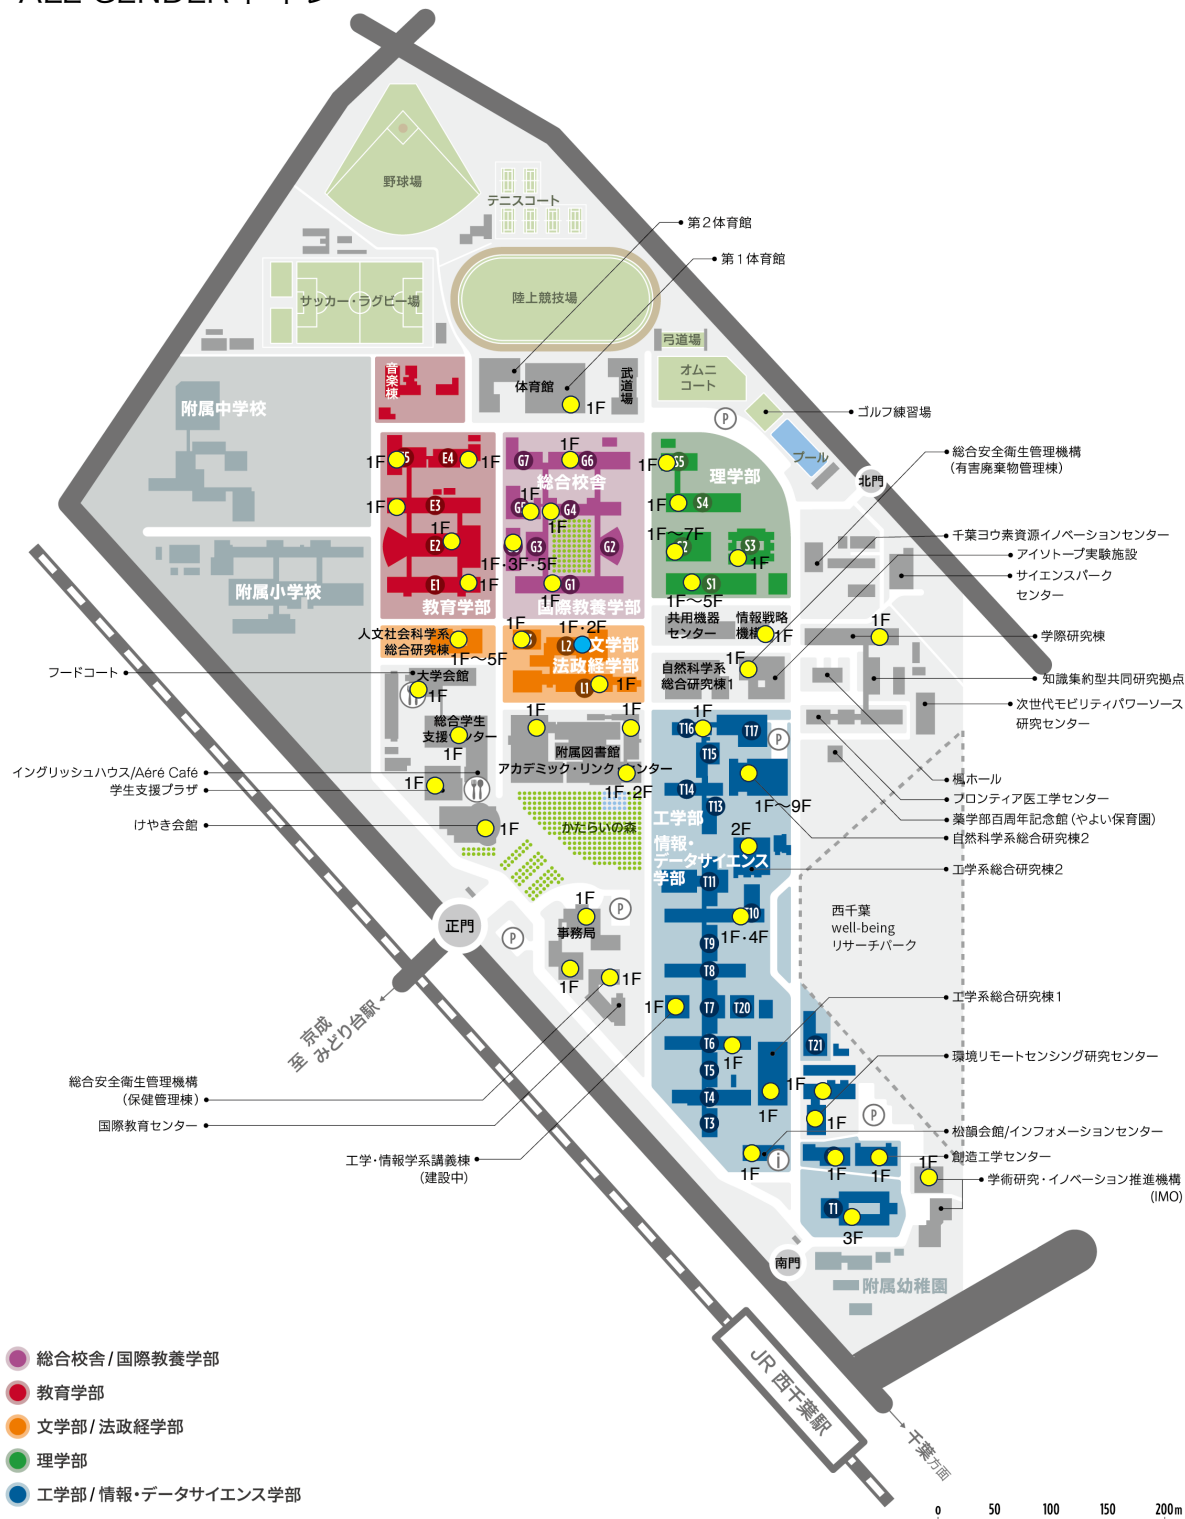 野球場
テニスコート
第2体育館
第1体育館
サッカー・ラグビー場
陸上競技場
弓道場
音楽棟
体育館
武道場
オムニ
コート
1F
附属中学校
P
ゴルフ練習場
プール
北門
総合安全衛生管理機構
(有害廃棄物管理棟)
1F
E4
1F
G7
1F
G6
総合校舎
1F
S5
理学部
1F
E3
1F
G4
1F
1F
S4
千葉ヨウ素資源イノベーションセンター
アイソトープ実験施設
サイエンスパーク
センター
1F
E2
1F・3F・5F
G3
G2
1F〜7F
S3
1F
附属小学校
E1
1F
教育学部
G1
1F
国際教養学部
S1
1F〜5F
共用機器
センター
情報戦略
機構
1F
1F
学際研究棟
人文社会科学系
総合研究棟
1F〜5F
1F
1F・2F
L2
文学部
法政経学部
L1
1F
自然科学系
総合研究棟1
1F
知識集約型共同研究拠点
次世代モビリティパワーソース
研究センター
フードコート
大学会館
1F
総合学生
支援センター
1F
1F
1F
附属図書館
アカデミック・リンク・センター
1F・2F
T16
1F
T17
P
T15
イングリッシュハウス/Aéré Café
学生支援プラザ
1F
T14
T13
1F〜9F
楓ホール
フロンティア医工学センター
薬学部百周年記念館(やよい保育園)
自然科学系総合研究棟2
けやき会館
1F
かたらいの森
工学部
情報・
データサイエンス
学部
2F
工学系総合研究棟2
T11
西千葉
well-being
リサーチパーク
正門
P
1F
事務局
P
T10
1F・4F
T9
1F
1F
T8
1F
T7
T20
工学系総合研究棟1
至 京成
みどり台駅
T6
1F
T21
環境リモートセンシング研究センター
総合安全衛生管理機構
(保健管理棟)
国際教育センター
T5
T4
T3
1F
1F
1F
P
工学・情報学系講義棟
(建設中)
1F
i
松韻会館/インフォメーションセンター
創造工学センター
1F
1F
1F
学術研究・イノベーション推進機構
(IMO)
T1
3F
南門
附属幼稚園
JR 西千葉駅
千葉方面
総合校舎/国際教養学部
教育学部
文学部/法政経学部
理学部
工学部/情報・データサイエンス学部
0
50
100
150
200m